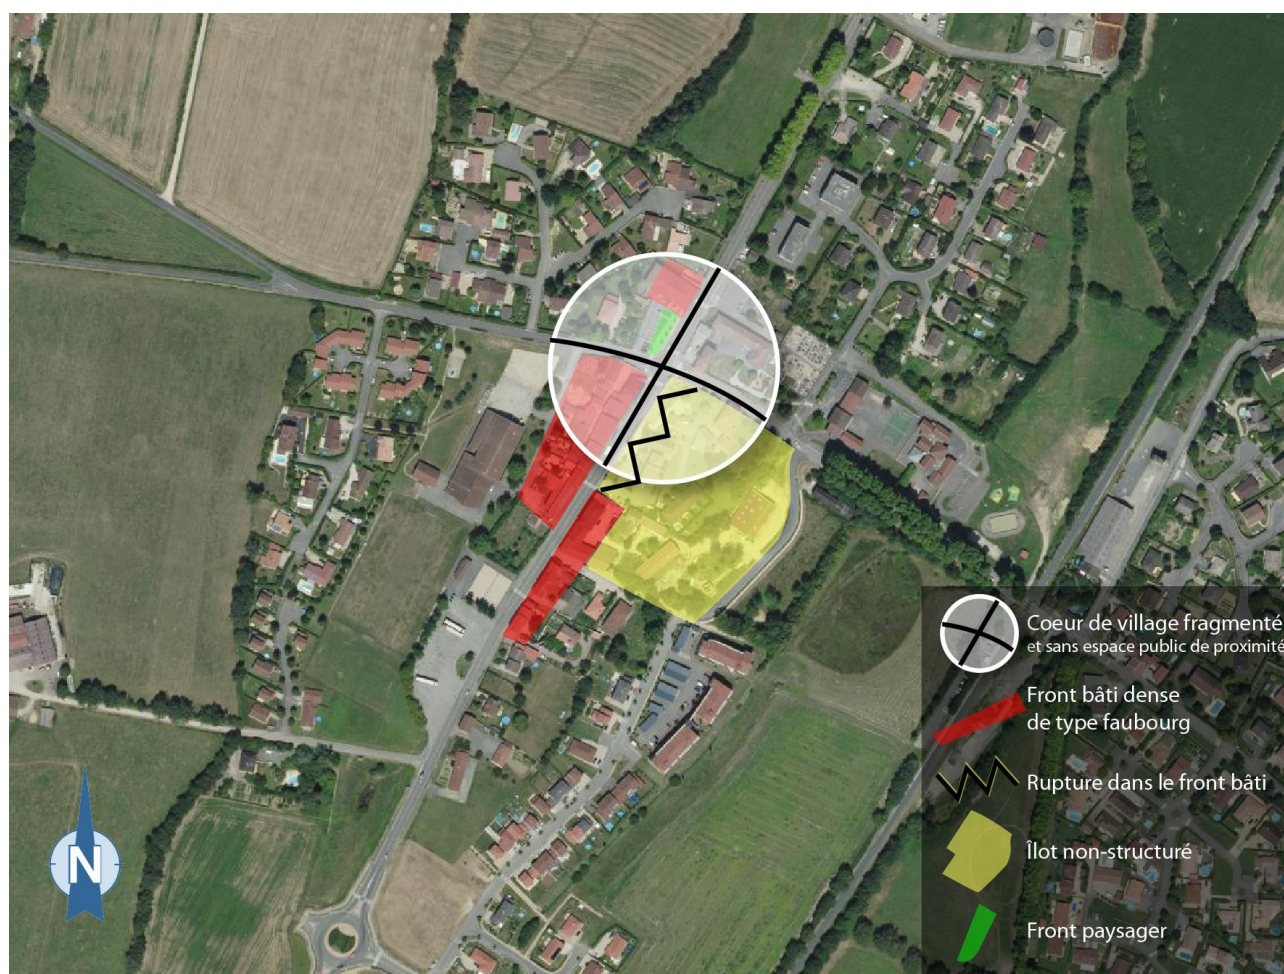 Coeur de village fragmenté
et sans espace public de proximité
Front bâti dense
de type faubourg
Rupture dans le front bâti
Îlot non-structuré
Front paysager
N